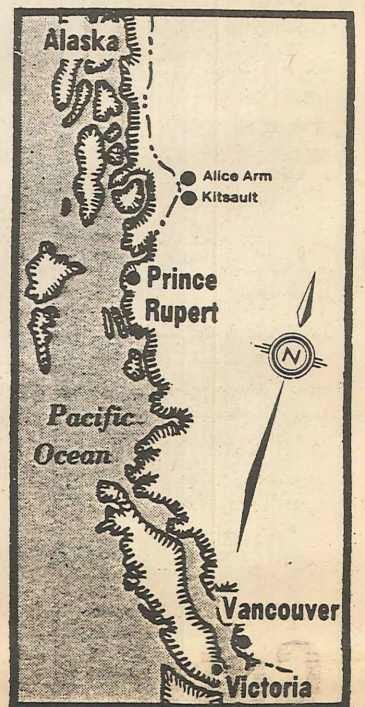 Alaska
Alice Arm
Kitsault
Prince
Rupert
N
Pacific
Ocean
Vancouver
Victoria